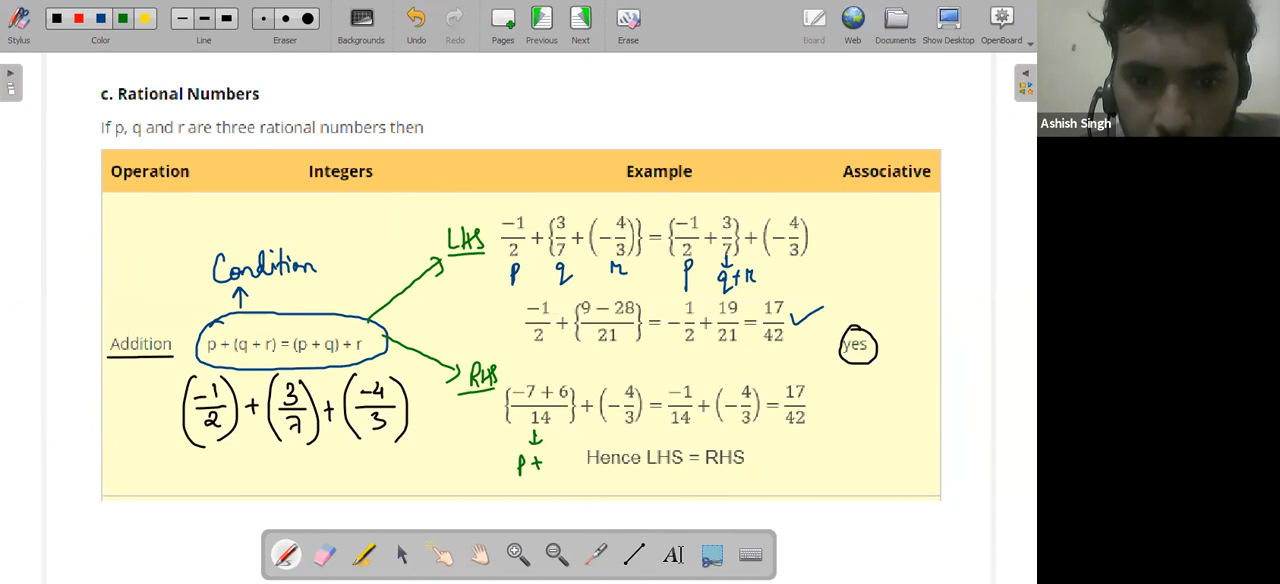 Stylus Color Line Eraser Backgrounds Undo Redo Pages Previous Next Erase Board Web Documents Show Desktop OpenBoard
Ashish Singh
c. Rational Numbers
If p, q and r are three rational numbers then
Operation Integers Example Associative
LHS −1/2 + {3/7 + (−4/3)} = {−1/2 + 3/7} + (−4/3)
p q r p q+r
Condition
−1/2 + {9 − 28/21} = −1/2 + 19/21 = 17/42 ✓
Addition p + (q + r) = (p + q) + r yes
RHS {−7 + 6/14} + (−4/3) = −1/14 + (−4/3) = 17/42
(−1/2) + (3/7) + (−4/3)
p+ Hence LHS = RHS